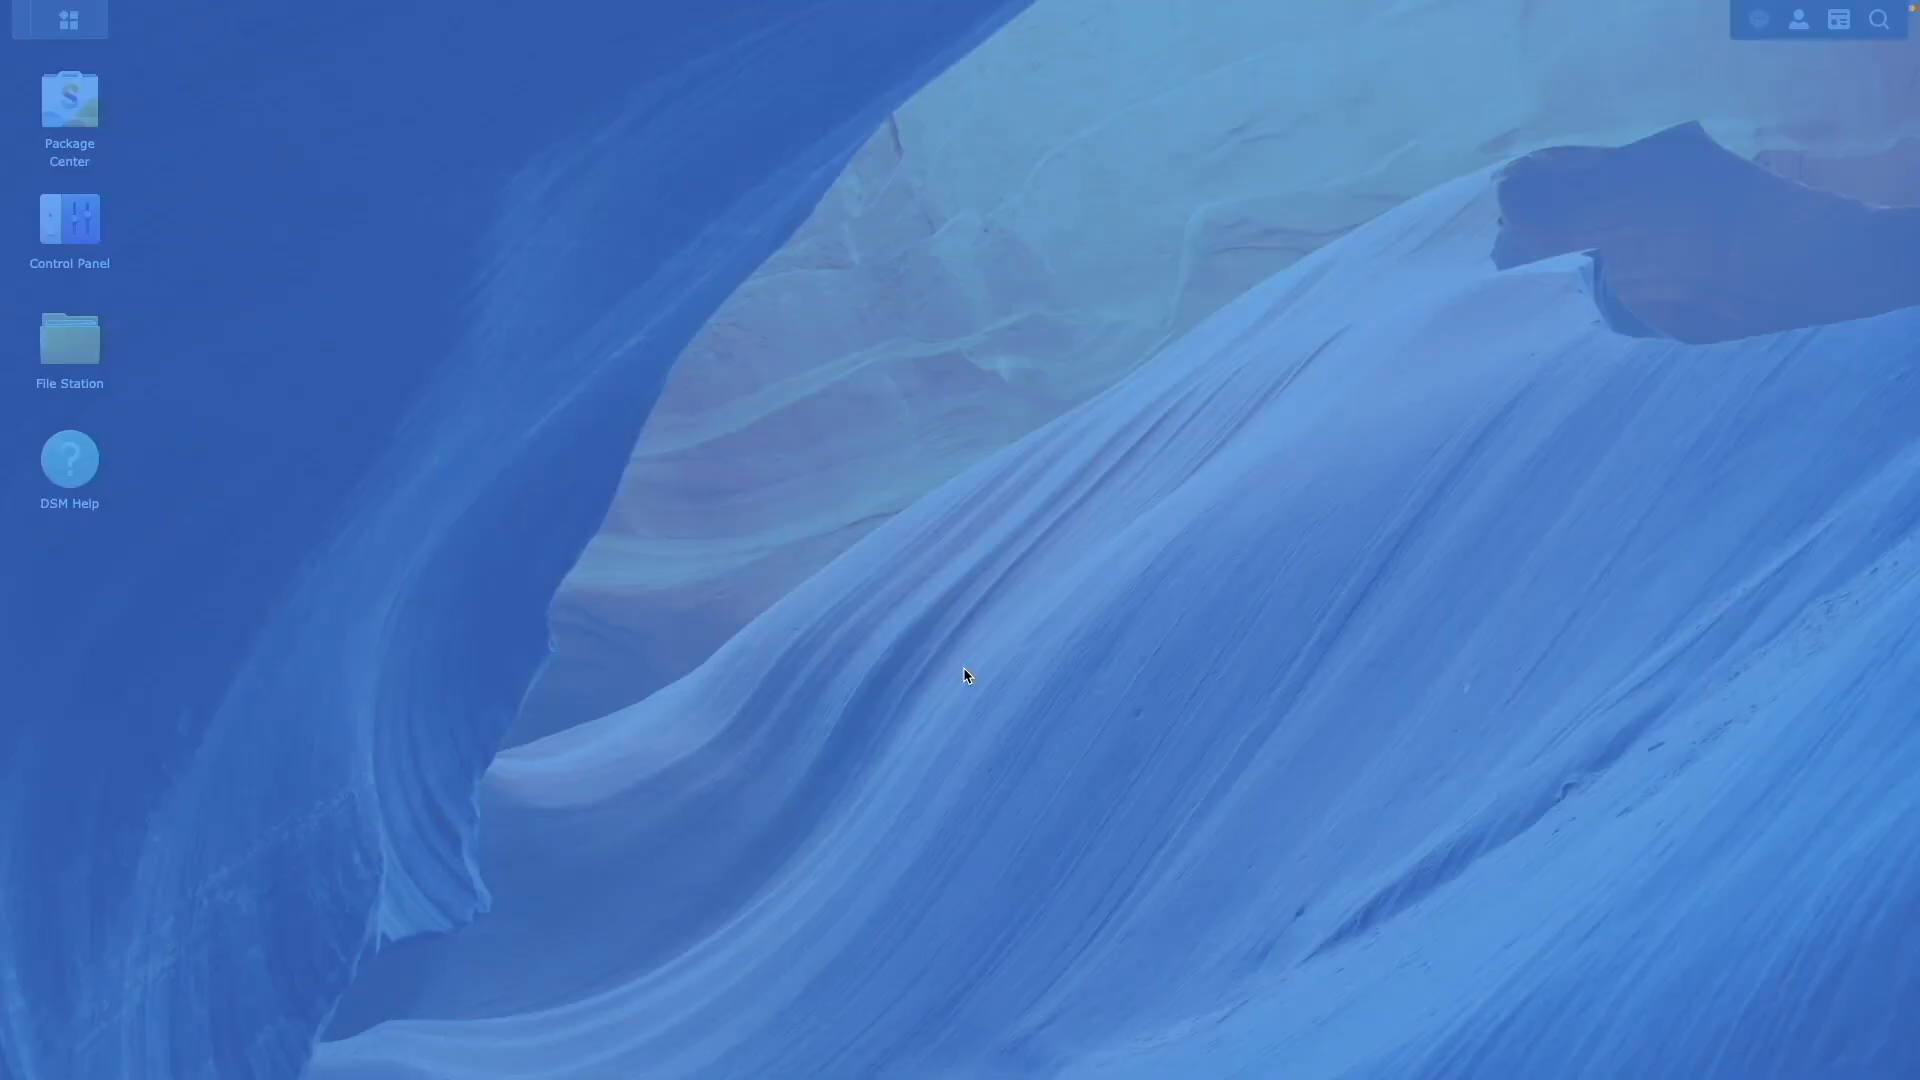 Package
Center
Control Panel
File Station
DSM Help